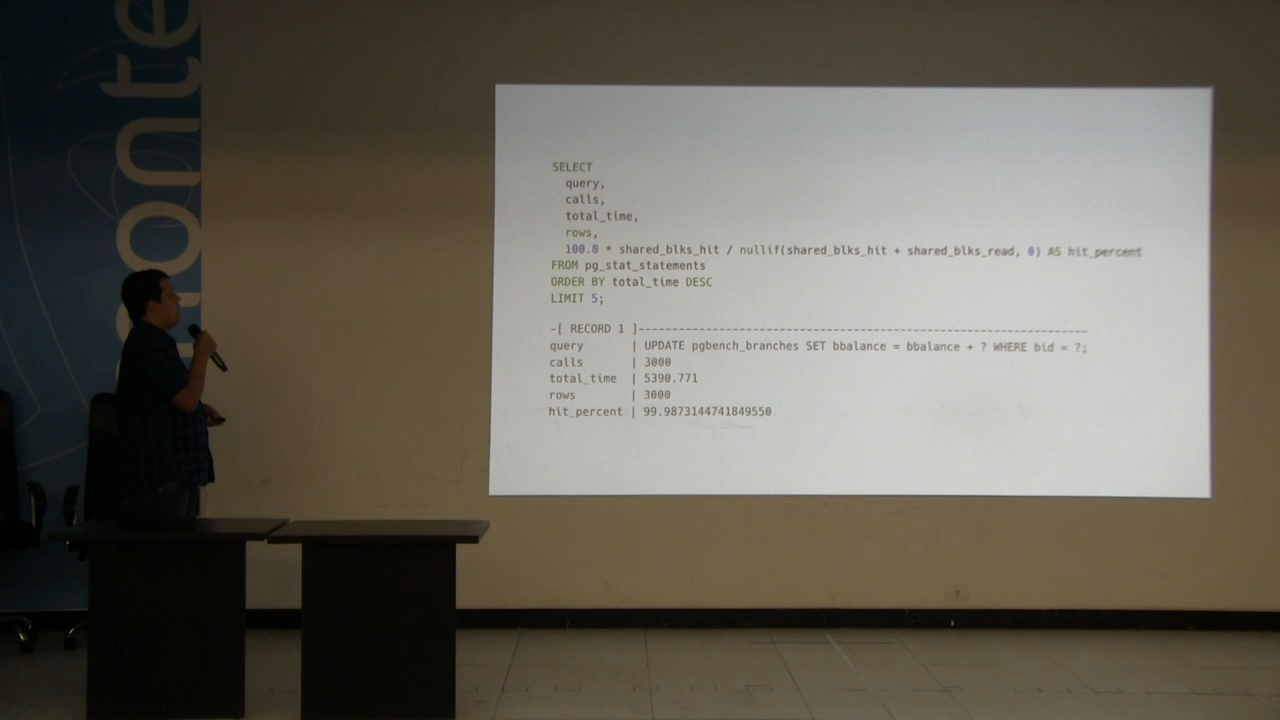 SELECT
query,
calls,
total_time,
rows,
100.0 * shared_blks_hit / nullif(shared_blks_hit + shared_blks_read, 0) AS hit_percent
FROM pg_stat_statements
ORDER BY total_time DESC
LIMIT 5;
-[ RECORD 1 ]---------------------------------------------------------------------
query | UPDATE pgbench_branches SET bbalance = bbalance + ? WHERE bid = ?;
calls | 3000
total_time | 5390.771
rows | 3000
hit_percent | 99.9873144741849550
onte